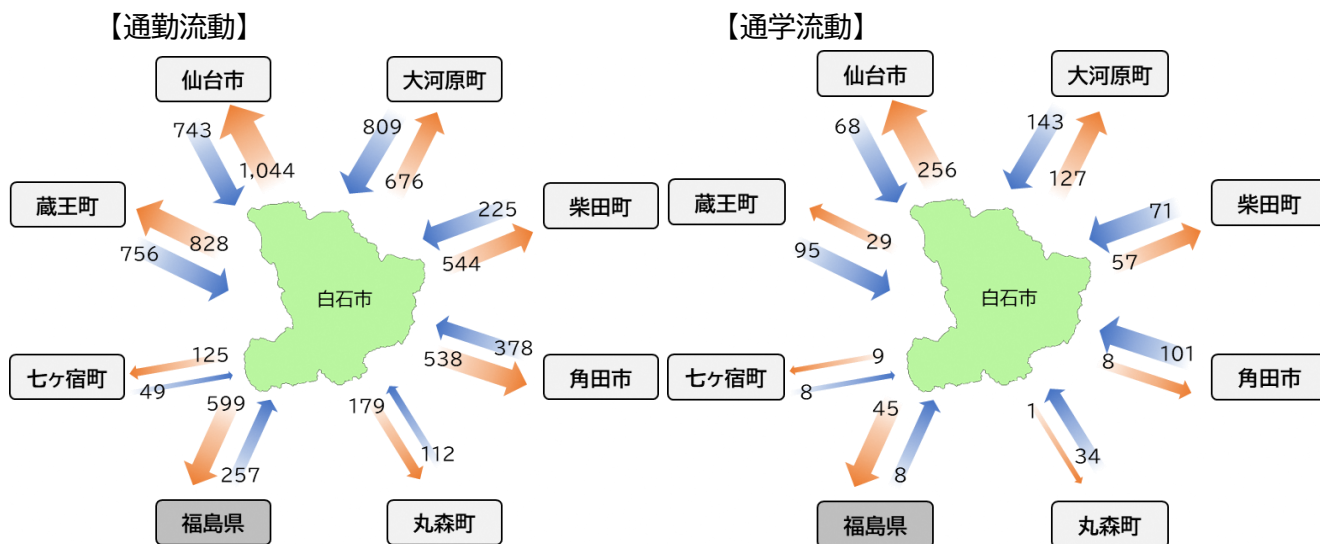 【通勤流動】
仙台市
大河原町
743
809
1,044
676
蔵王町
828
756
225
柴田町
544
白石市
七ヶ宿町
125
49
378
538
角田市
599
257
179
112
福島県
丸森町
【通学流動】
仙台市
大河原町
68
143
256
127
蔵王町
29
95
71
柴田町
57
白石市
七ヶ宿町
9
8
101
8
角田市
45
8
1
34
福島県
丸森町